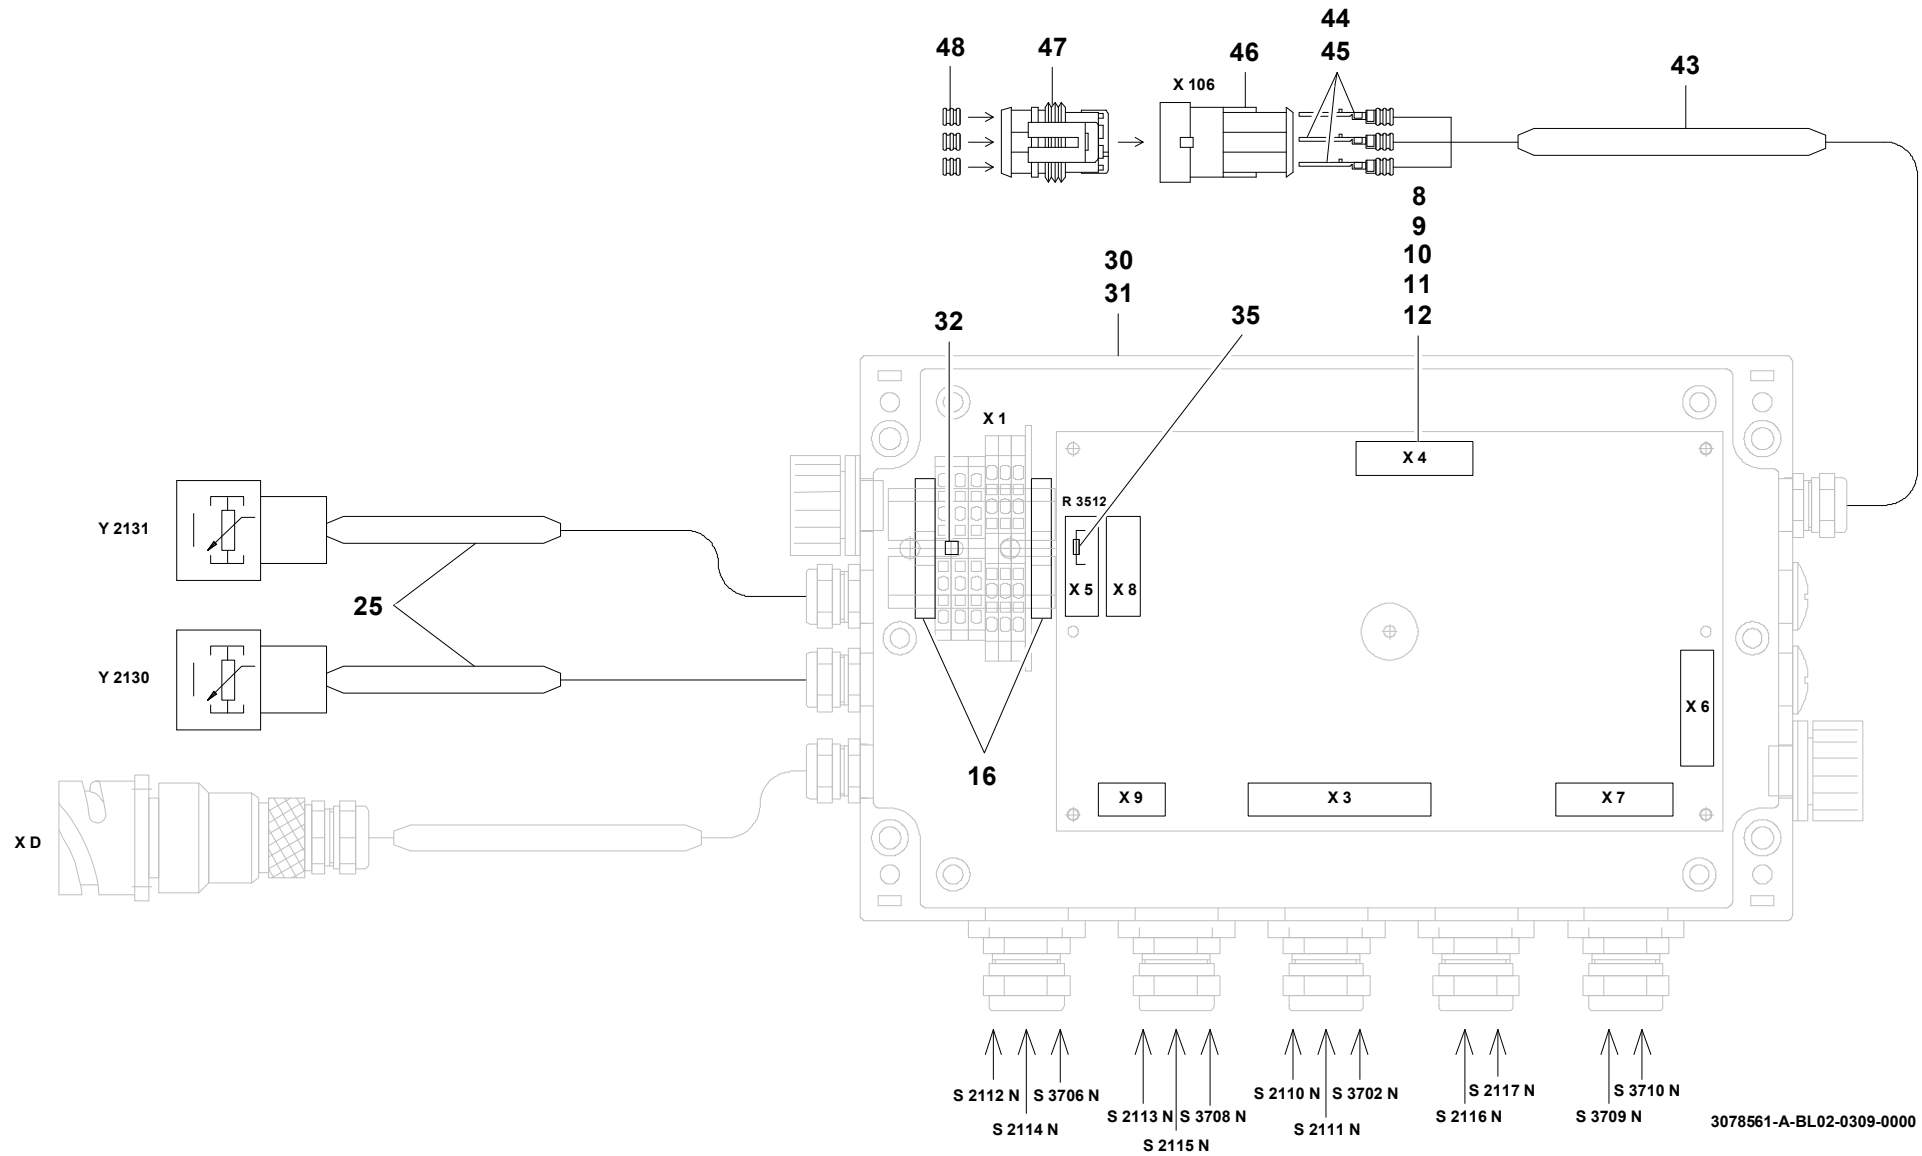 44
48
47
46
45
43
X 106
8
9
10
11
12
30
31
32
35
X 1
X 4
R 3512
Y 2131
X 5
X 8
25
Y 2130
X 6
16
X 9
X 3
X 7
X D
S 2112 N
S 3706 N
S 2114 N
S 2113 N
S 3708 N
S 2115 N
S 2110 N
S 3702 N
S 2111 N
S 2117 N
S 2116 N
S 3710 N
S 3709 N
3078561-A-BL02-0309-0000